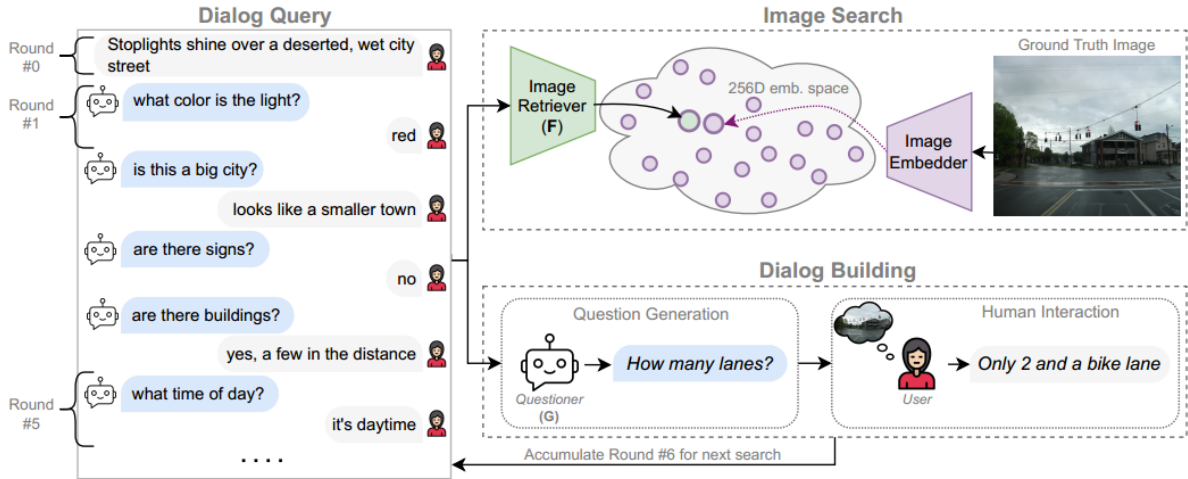 Dialog Query
Round
#0
Stoplights shine over a deserted, wet city
street
Round
#1
what color is the light?
red
is this a big city?
looks like a smaller town
are there signs?
no
are there buildings?
yes, a few in the distance
Round
#5
what time of day?
it's daytime
. . . .
Image Search
Image
Retriever
(F)
256D emb. space
Image
Embedder
Ground Truth Image
Dialog Building
Question Generation
How many lanes?
Questioner
(G)
Human Interaction
Only 2 and a bike lane
User
Accumulate Round #6 for next search